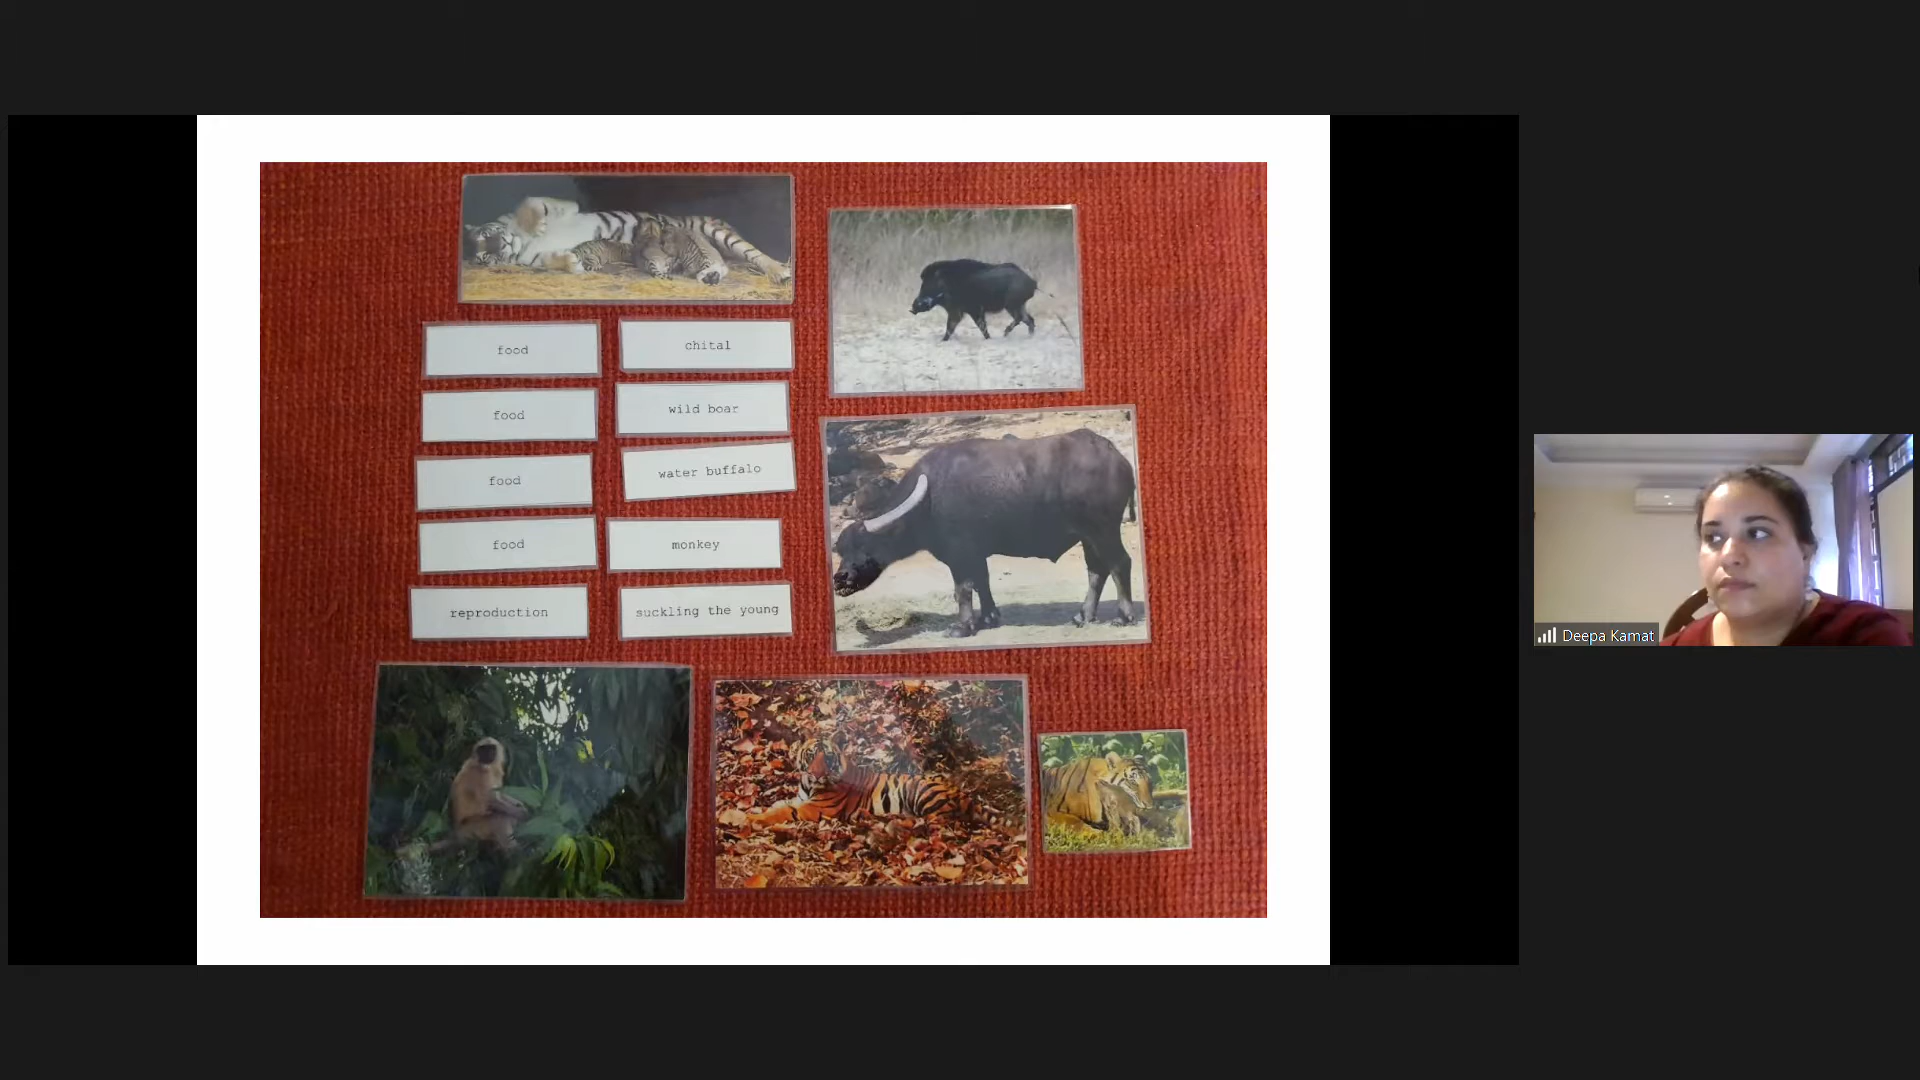 food
chital
food
wild boar
food
water buffalo
food
monkey
reproduction
suckling the young
Deepa Kamat